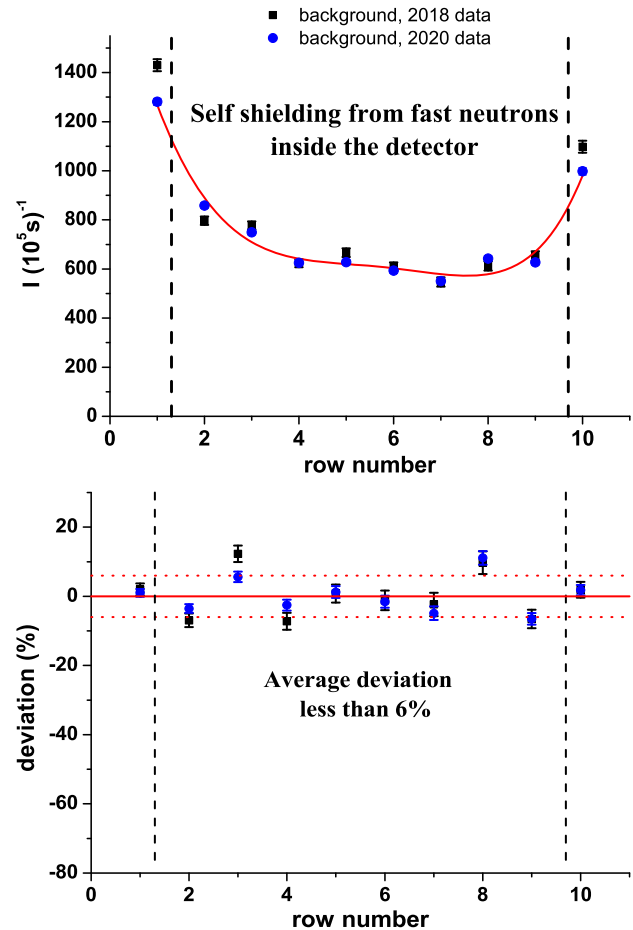 background, 2018 data
background, 2020 data
1400
1200
1000
800
600
400
200
0
I (10⁵s)⁻¹
Self shielding from fast neutrons
inside the detector
0 2 4 6 8 10
row number
20
0
-20
-40
-60
-80
deviation (%)
Average deviation
less than 6%
0 2 4 6 8 10
row number